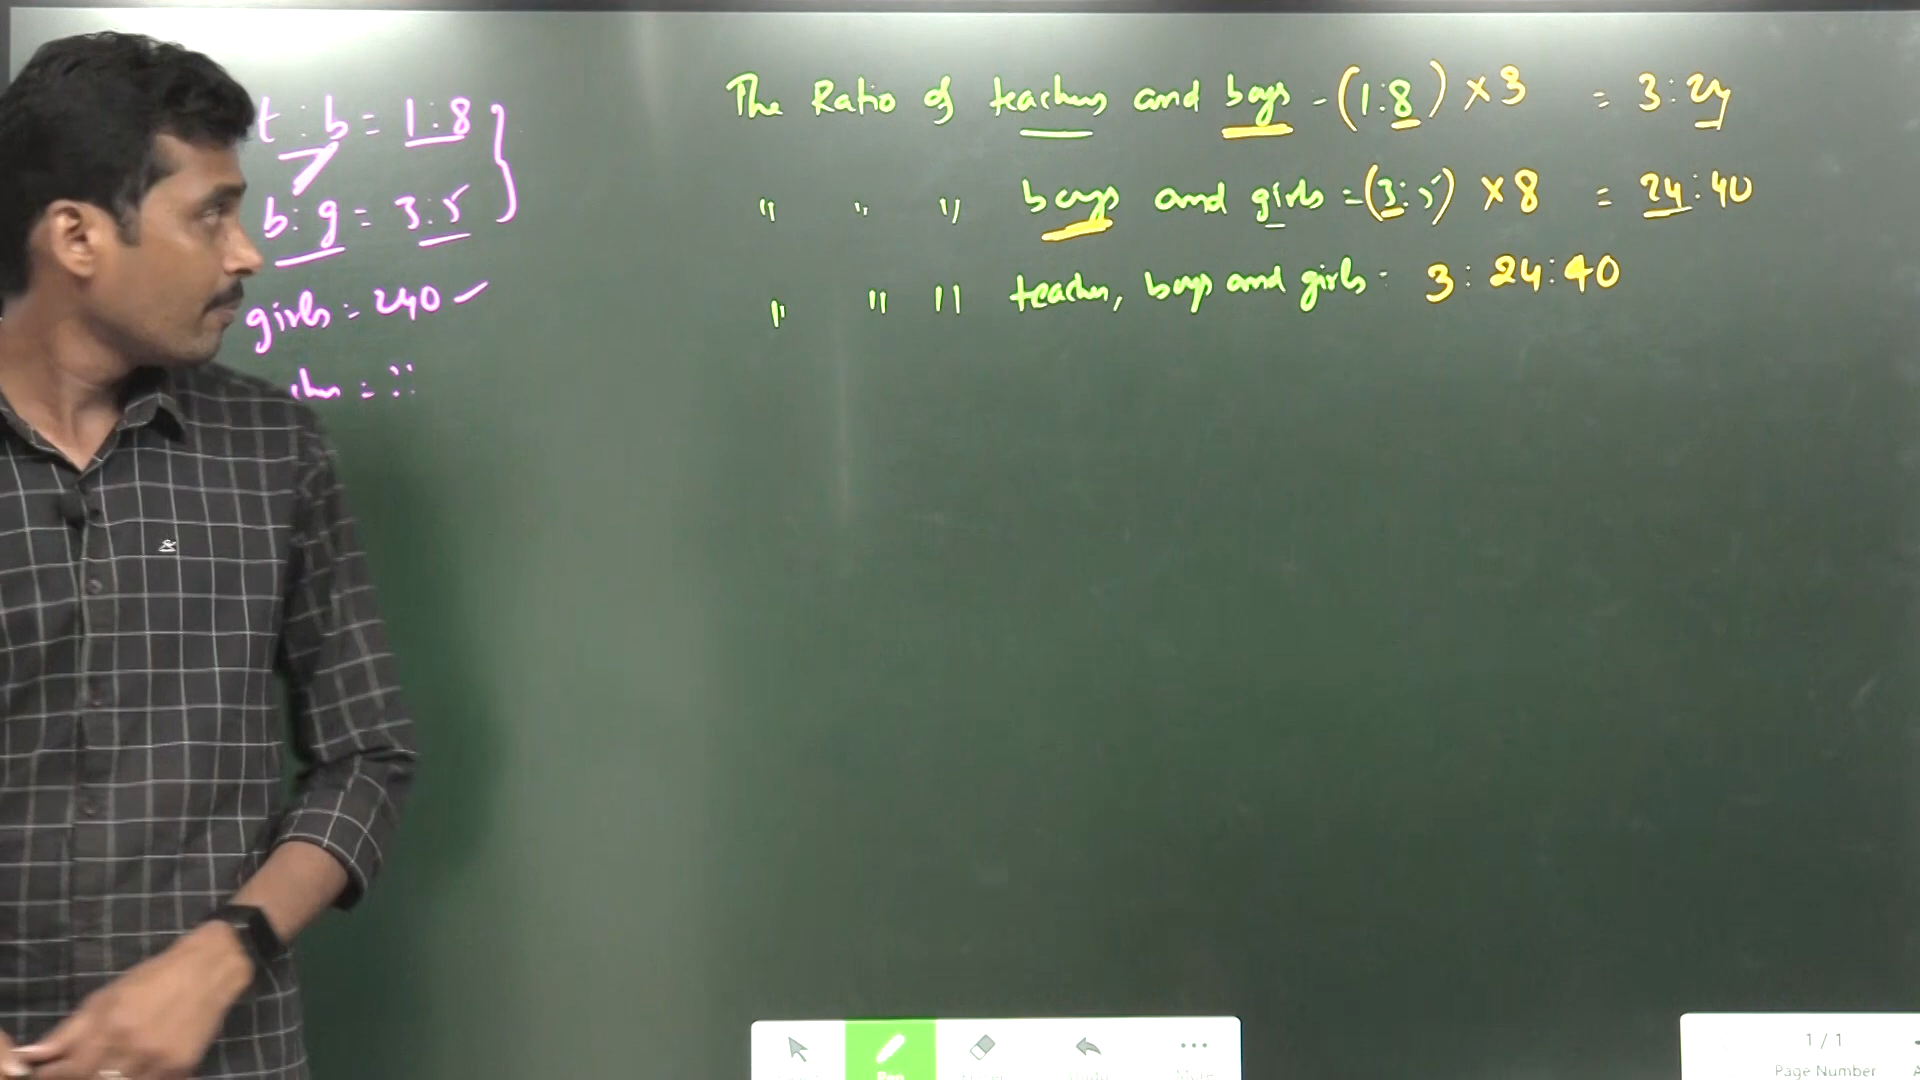 t : b = 1:8
b : g = 3:5
girls = 240 ✓
= ??
The Ratio of teachers and boys - (1:8) × 3 = 3:24
" " " boys and girls = (3:5) × 8 = 24:40
" " " teacher, boys and girls = 3 : 24 : 40
1 / 1
Page Number